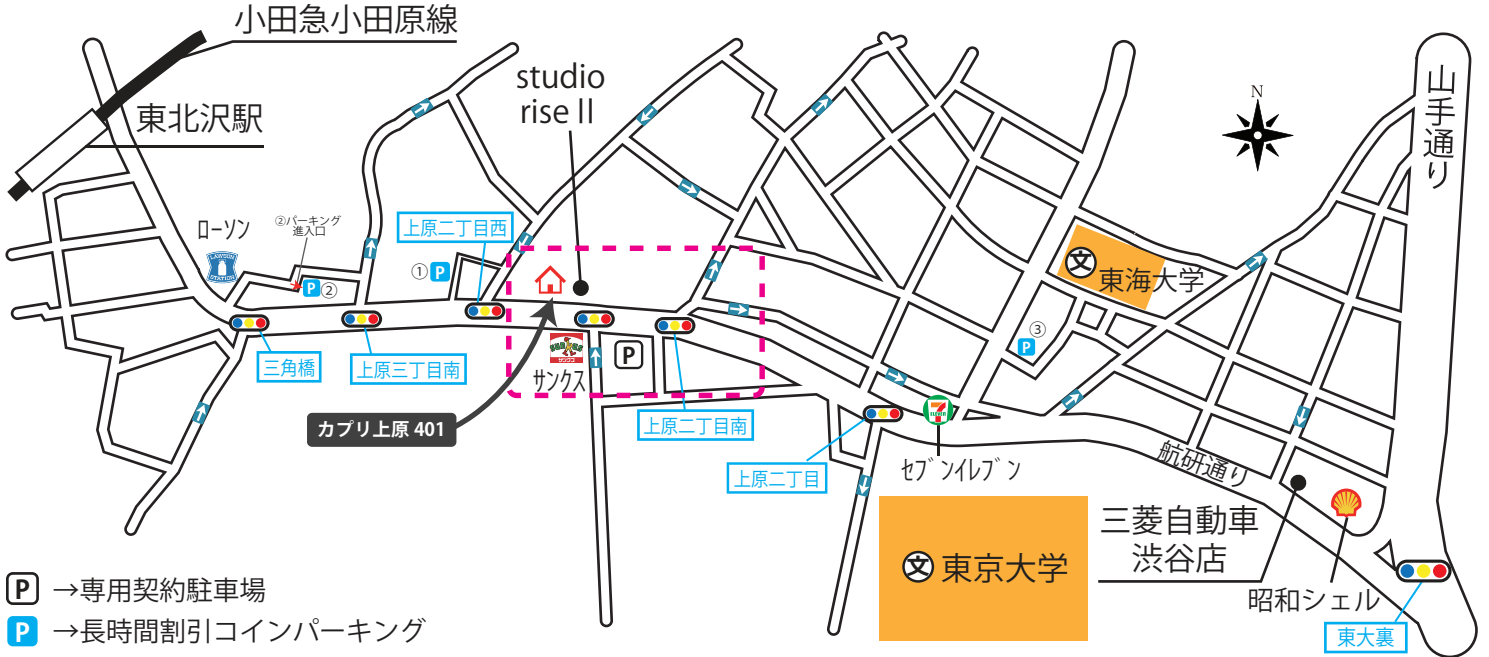 小田急小田原線
東北沢駅
studio
rise II
N
山手通り
ローソン
LAWSON
STATION
②パーキング
進入口
P ②
① P
上原二丁目西
文 東海大学
③
P
三角橋
上原三丁目南
サンクス
P
カプリ上原 401
上原二丁目南
上原二丁目
7
ELEVEN
セブンイレブン
航研通り
文 東京大学
三菱自動車
渋谷店
昭和シェル
東大裏
P →専用契約駐車場
P →長時間割引コインパーキング